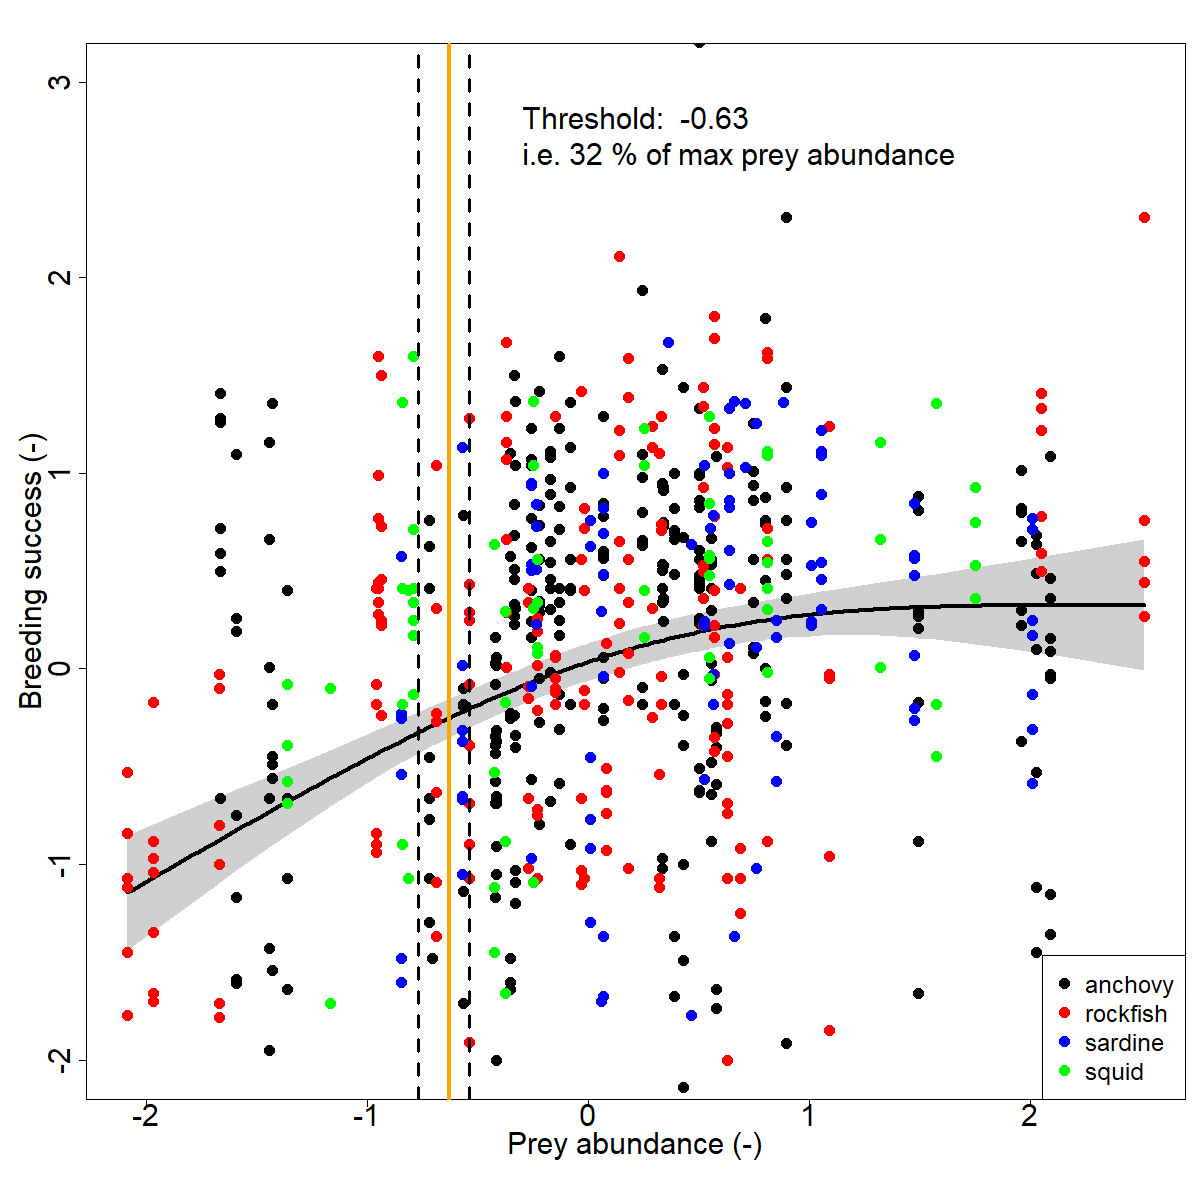 Threshold:  -0.63
i.e. 32 % of max prey abundance
3
2
1
0
-1
-2
Breeding success (-)
anchovy
rockfish
sardine
squid
-2 -1 0 1 2
Prey abundance (-)